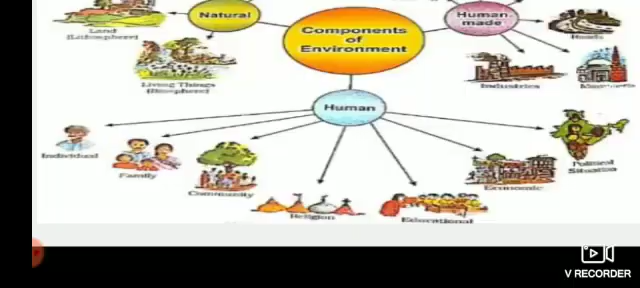 Natural
Components
of
Environment
Human
made
Land
(Lithosphere)
Living Things
(Biosphere)
Roads
Industries
Monuments
Human
Individual
Family
Community
Religion
Educational
Economic
Political
Situation
V RECORDER